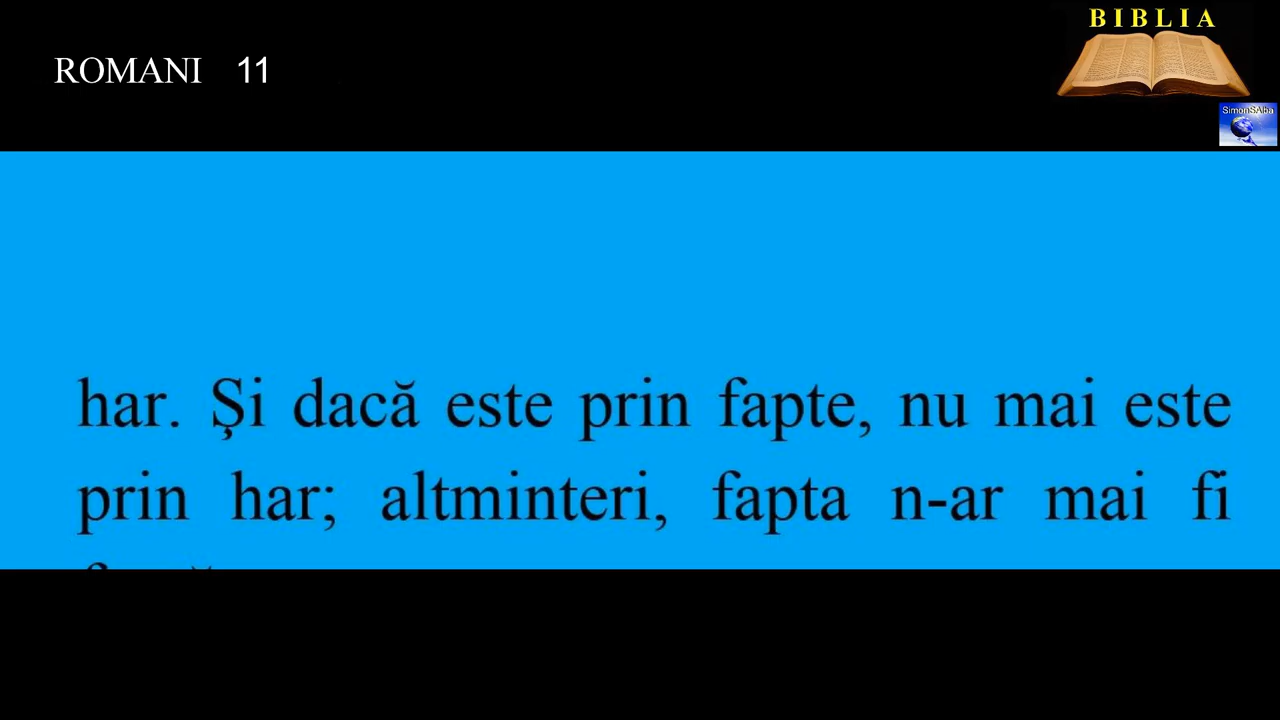 BIBLIA
ROMANI 11
SimonSAlba
har. Şi dacă este prin fapte, nu mai este
prin har; altminteri, fapta n-ar mai fi